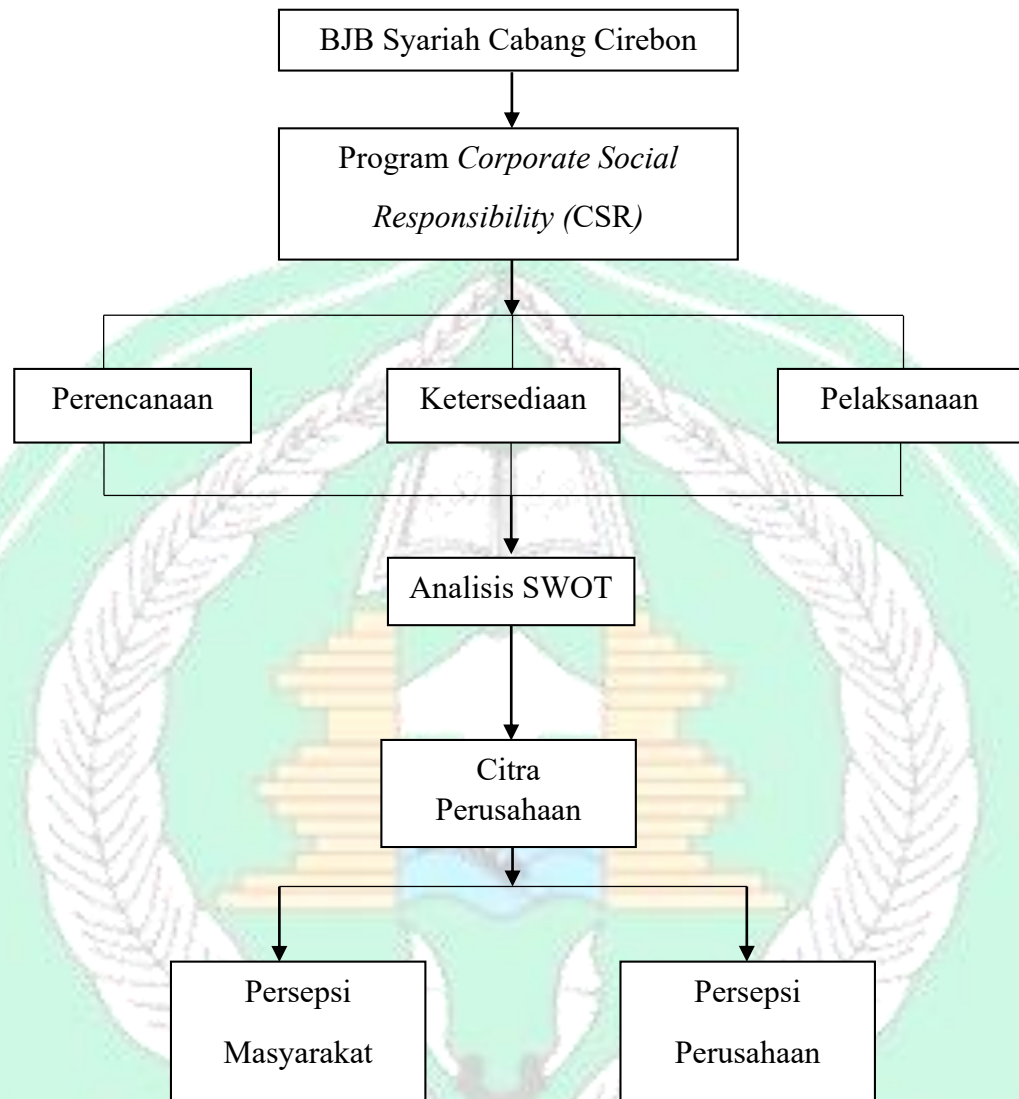 BJB Syariah Cabang Cirebon
Program Corporate Social
Responsibility (CSR)
Perencanaan
Ketersediaan
Pelaksanaan
Analisis SWOT
Citra
Perusahaan
Persepsi
Masyarakat
Persepsi
Perusahaan